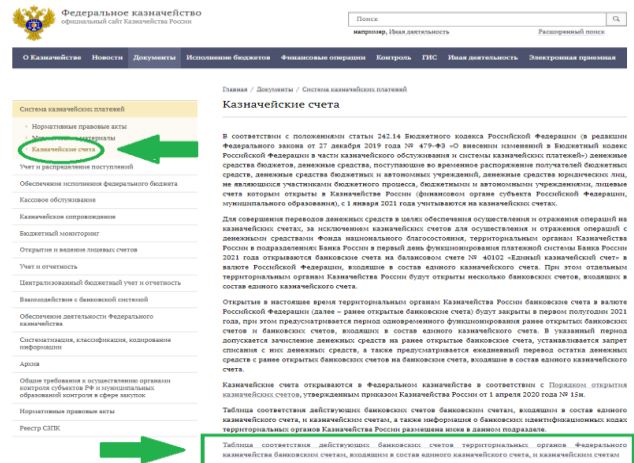 Федеральное казначейство
официальный сайт Казначейства России
Поиск
например, Иная деятельность
Расширенный поиск
О Казначействе Новости Документы Исполнение бюджетов Финансовые операции Контроль ГИС Иная деятельность Электронная приемная
Главная / Документы / Система казначейских платежей
Казначейские счета
Система казначейских платежей
Нормативные правовые акты
материалы
Казначейские счета
Учет и распределение поступлений
Обеспечение исполнения федерального бюджета
Кассовое обслуживание
Казначейское сопровождение
Бюджетный мониторинг
Открытие и ведение лицевых счетов
Учет и отчетность
Централизованный бюджетный учет и отчетность
Взаимодействие с банковской системой
Обеспечение деятельности Федерального
казначейства
Систематизация, классификация, кодирование
информации
Архив
Общие требования к осуществлению органами
контроля субъектов РФ и муниципальных
образований контроля в сфере закупок
Нормативные правовые акты
Реестр СЗПК
В соответствии с положениями статьи 242.14 Бюджетного кодекса Российской Федерации (в редакции
Федерального закона от 27 декабря 2019 года № 479-ФЗ «О внесении изменений в Бюджетный кодекс
Российской Федерации в части казначейского обслуживания и системы казначейских платежей») денежные
средства бюджетов, денежные средства, поступающие во временное распоряжение получателей бюджетных
средств, денежные средства бюджетных и автономных учреждений, денежные средства юридических лиц,
не являющихся участниками бюджетного процесса, бюджетными и автономными учреждениями, лицевые
счета которым открыты в Казначействе России (финансовом органе субъекта Российской Федерации,
муниципального образования), с 1 января 2021 года учитываются на казначейских счетах.
Для совершения переводов денежных средств в целях обеспечения осуществления и отражения операций на
казначейских счетах, за исключением казначейских счетов для осуществления и отражения операций с
денежными средствами Фонда национального благосостояния, территориальным органам Казначейства
России в подразделениях Банка России в первый день функционирования платежной системы Банка России
2021 года открываются банковские счета на балансовом счете № 40102 «Единый казначейский счет» в
валюте Российской Федерации, входящие в состав единого казначейского счета. При этом отдельным
территориальным органам Казначейства России будут открыты несколько банковских счетов, входящих в
состав единого казначейского счета.
Открытые в настоящее время территориальным органам Казначейства России банковские счета в валюте
Российской Федерации (далее – ранее открытые банковские счета) будут закрыты в первом полугодии 2021
года, при этом предусматривается период одновременного функционирования ранее открытых банковских
счетов и банковских счетов, входящих в состав единого казначейского счета. В указанный период
допускается зачисление денежных средств на ранее открытые банковские счета, устанавливается запрет
списания с них денежных средств, а также предусматривается ежедневный перевод остатка денежных
средств с ранее открытых банковских счетов на банковские счета, входящие в состав единого казначейского
счета.
Казначейские счета открываются в Федеральном казначействе в соответствии с Порядком открытия
казначейских счетов, утвержденным приказом Казначейства России от 1 апреля 2020 года № 15н.
Таблица соответствия действующих банковских счетов банковским счетам, входящим в состав единого
казначейского счета, и казначейским счетам, а также информация о банковских идентификационных кодах
территориальных органов Казначейства России размещена ниже в данном подразделе.
Таблица соответствия действующих банковских счетов территориальных органов Федерального
казначейства банковским счетам, входящим в состав единого казначейского счета, и казначейским счетам